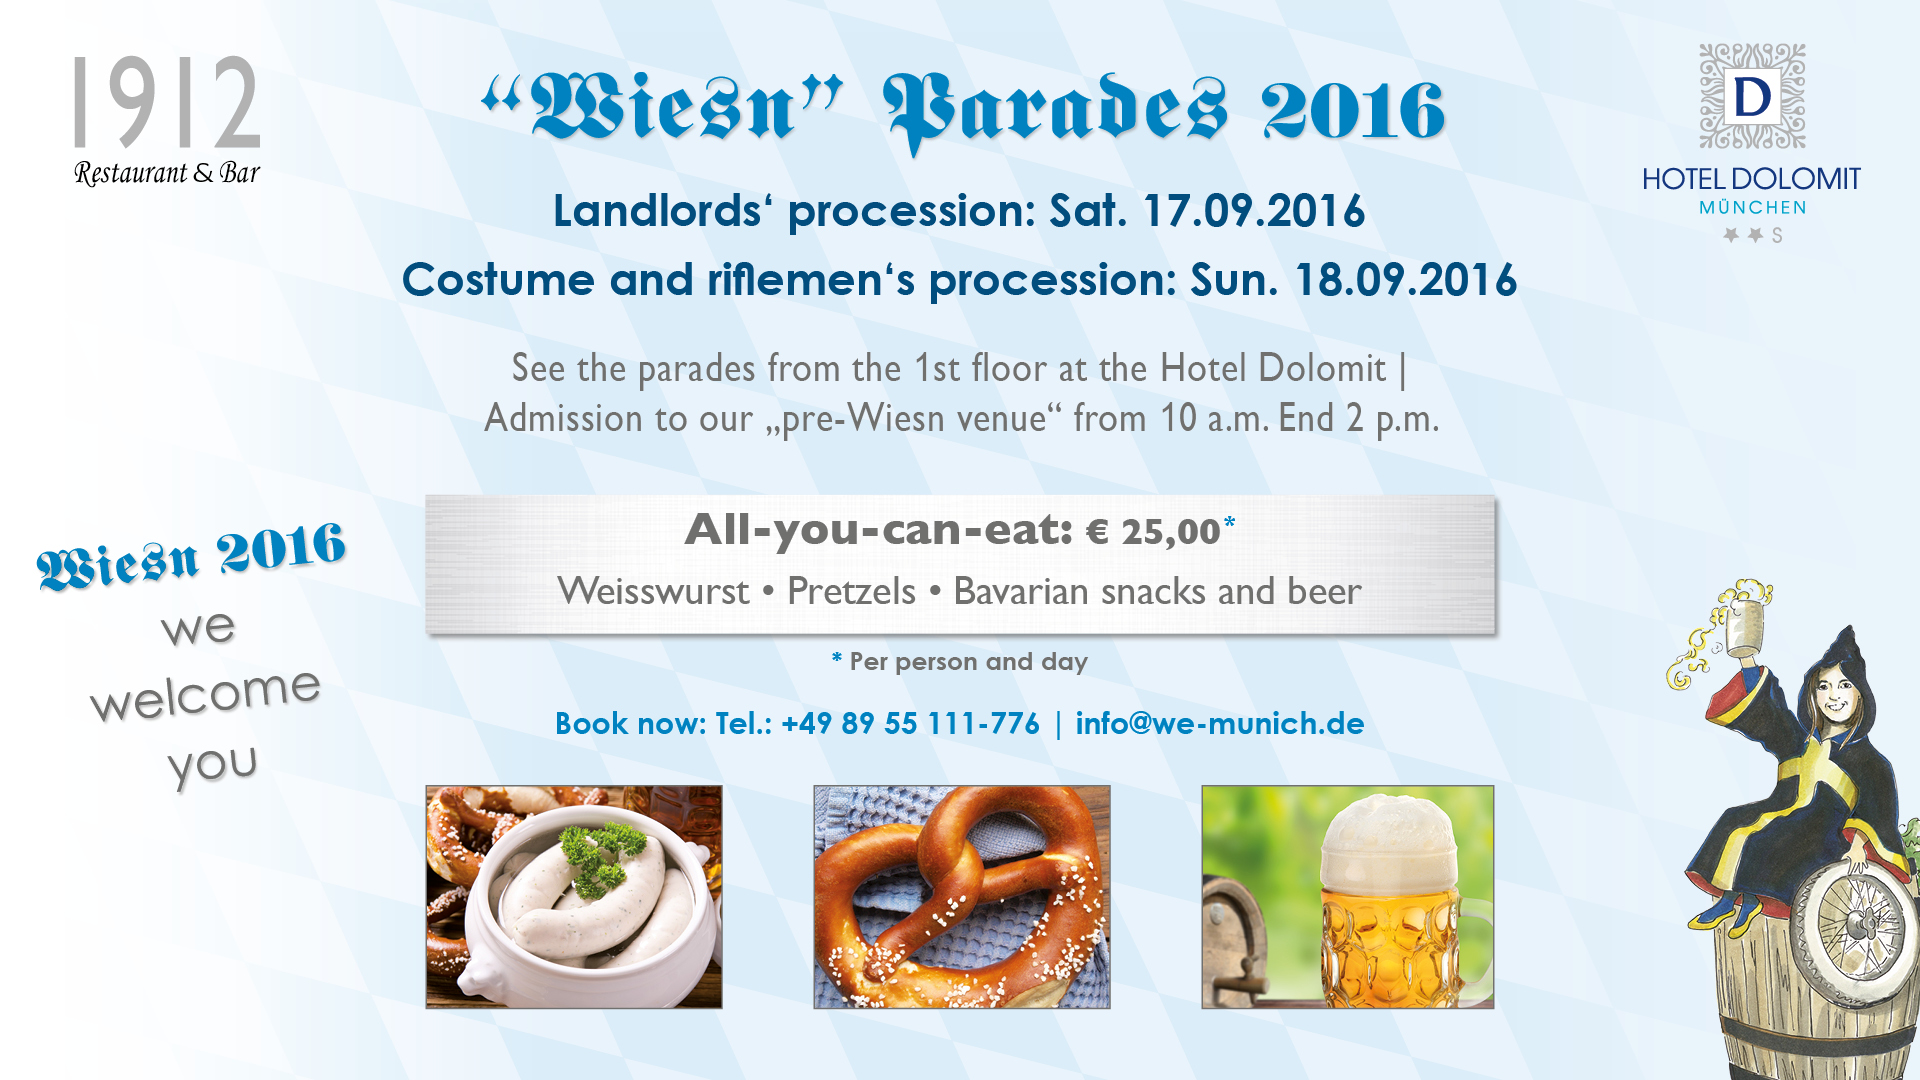 1912
Restaurant & Bar
“Wiesn” Parades 2016
D
HOTEL DOLOMIT
MÜNCHEN
S
Landlords‘ procession: Sat. 17.09.2016
Costume and riflemen‘s procession: Sun. 18.09.2016
See the parades from the 1st floor at the Hotel Dolomit |
Admission to our „pre-Wiesn venue“ from 10 a.m. End 2 p.m.
Wiesn 2016
we
welcome
you
All-you-can-eat: € 25,00*
Weisswurst • Pretzels • Bavarian snacks and beer
* Per person and day
Book now: Tel.: +49 89 55 111-776 | info@we-munich.de